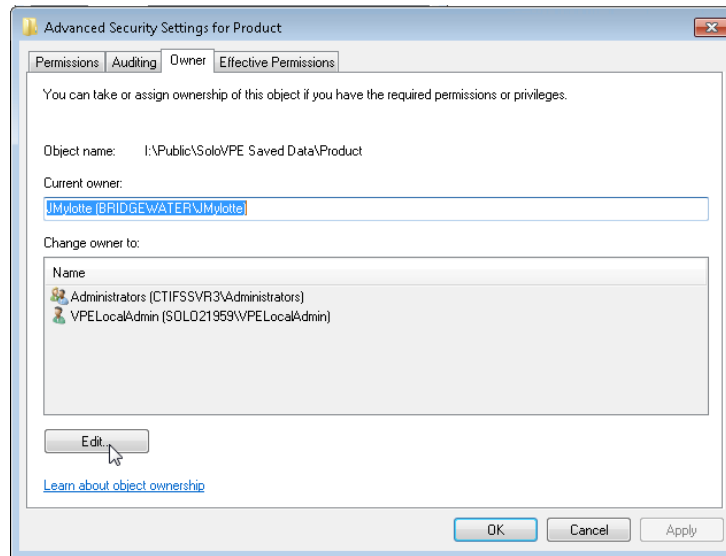 Advanced Security Settings for Product
Permissions Auditing Owner Effective Permissions
You can take or assign ownership of this object if you have the required permissions or privileges.
Object name: I:\Public\SoloVPE Saved Data\Product
Current owner:
JMylotte (BRIDGEWATER\JMylotte)
Change owner to:
Name
Administrators (CTIFSSVR3\Administrators)
VPELocalAdmin (SOLO21959\VPELocalAdmin)
Edit...
Learn about object ownership
OK Cancel Apply